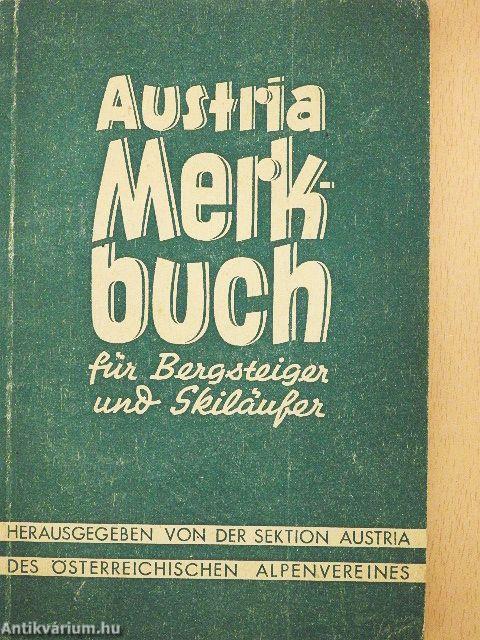 Austria
Merk-
buch
für Bergsteiger
und Skiläufer
HERAUSGEGEBEN VON DER SEKTION AUSTRIA
DES ÖSTERREICHISCHEN ALPENVEREINES
Antikvárium.hu